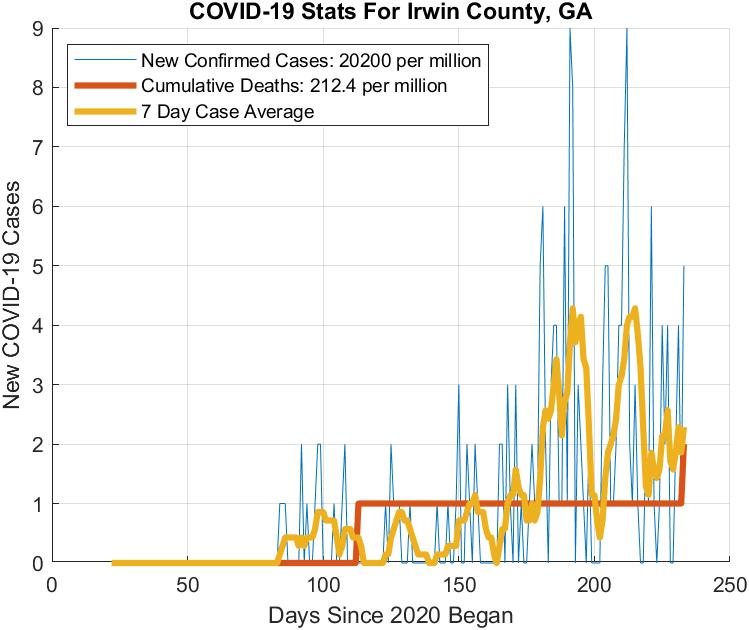 COVID-19 Stats For Irwin County, GA
New Confirmed Cases: 20200 per million
Cumulative Deaths: 212.4 per million
7 Day Case Average
New COVID-19 Cases
9
8
7
6
5
4
3
2
1
0
0 50 100 150 200 250
Days Since 2020 Began